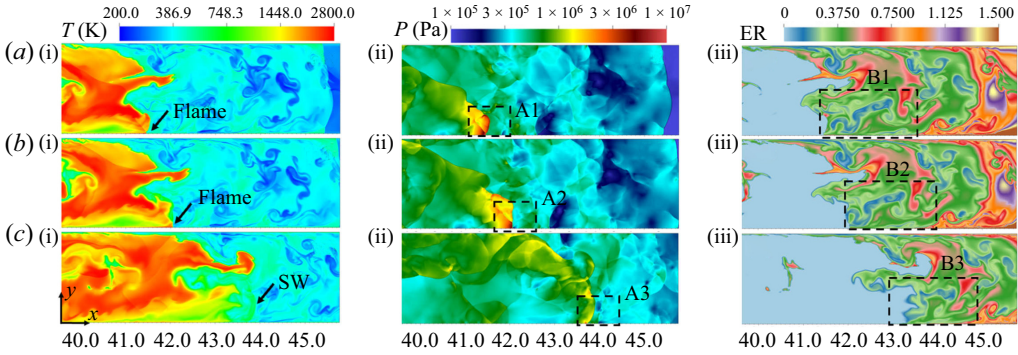 T (K) 200.0 386.9 748.3 1448.0 2800.0
P (Pa) 1 × 10⁵ 3 × 10⁵ 1 × 10⁶ 3 × 10⁶ 1 × 10⁷
ER 0 0.3750 0.7500 1.125 1.500
(a) (i) Flame (ii) A1 (iii) B1
(b) (i) Flame (ii) A2 (iii) B2
(c) (i) SW y x (ii) A3 (iii) B3
40.0 41.0 42.0 43.0 44.0 45.0 40.0 41.0 42.0 43.0 44.0 45.0 40.0 41.0 42.0 43.0 44.0 45.0